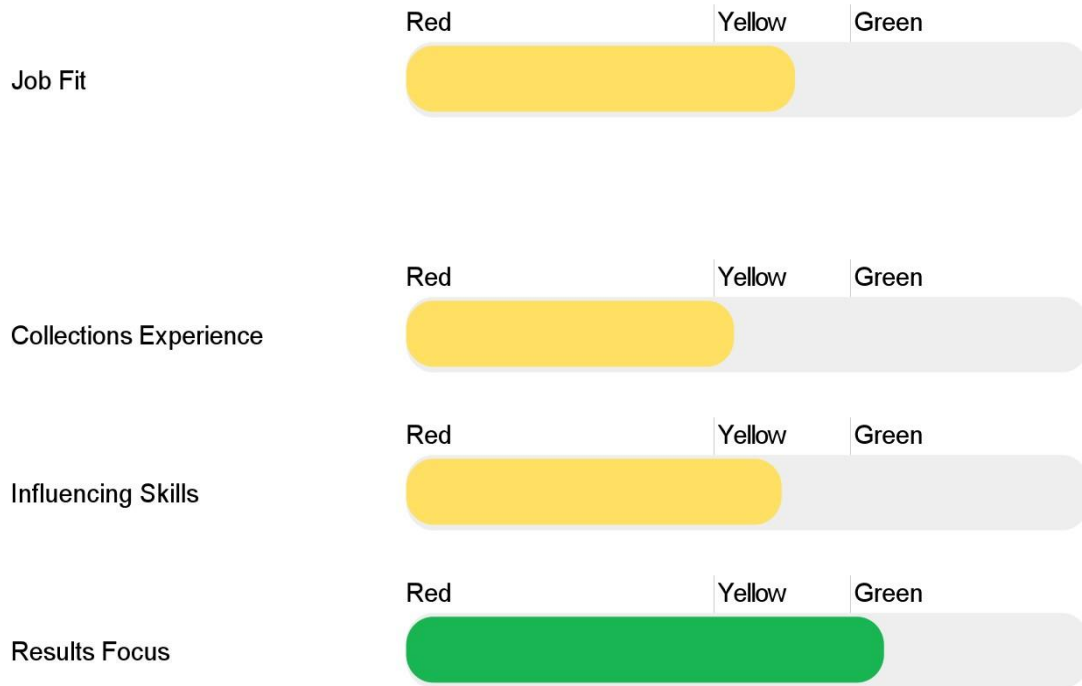 Red Yellow Green
Job Fit
Red Yellow Green
Collections Experience
Red Yellow Green
Influencing Skills
Red Yellow Green
Results Focus